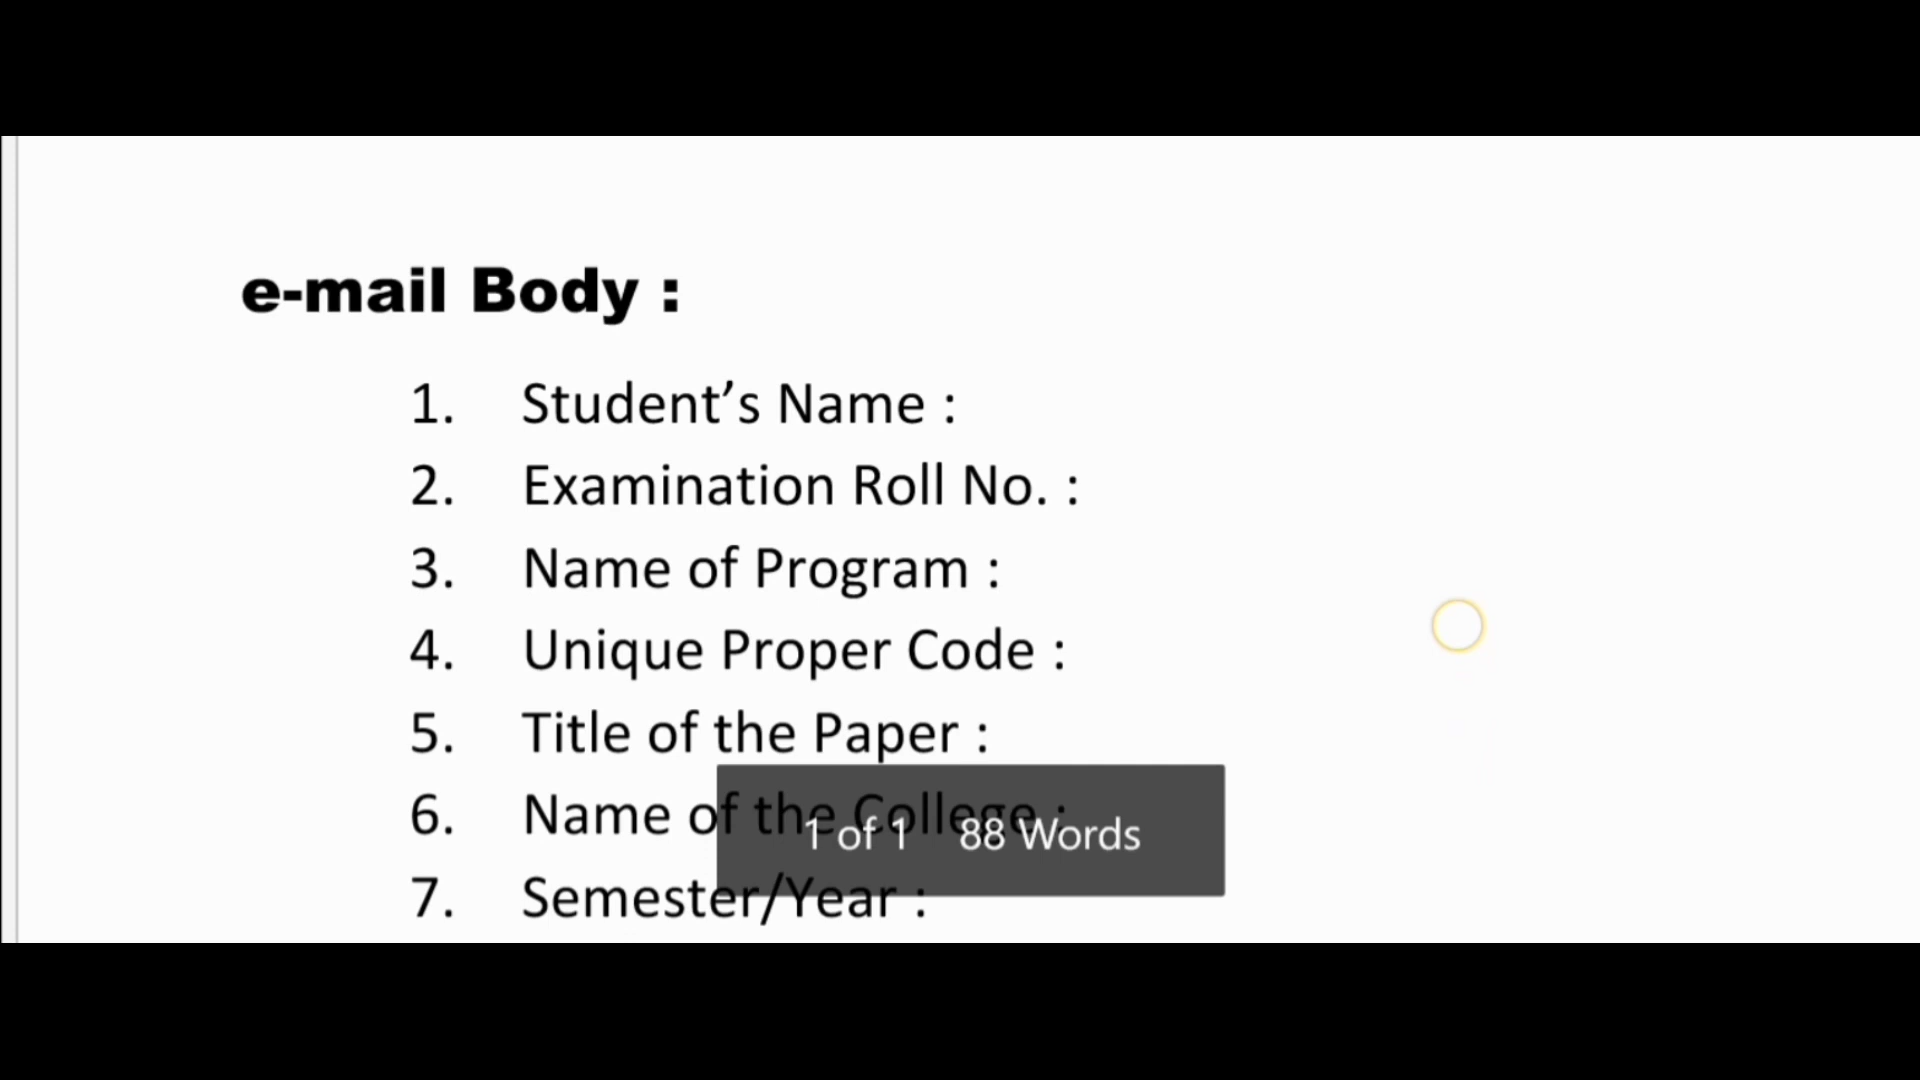 e-mail Body :
1. Student’s Name :
2. Examination Roll No. :
3. Name of Program :
4. Unique Proper Code :
5. Title of the Paper :
6. Name of the College :
1 of 1 88 Words
7. Semester/Year :